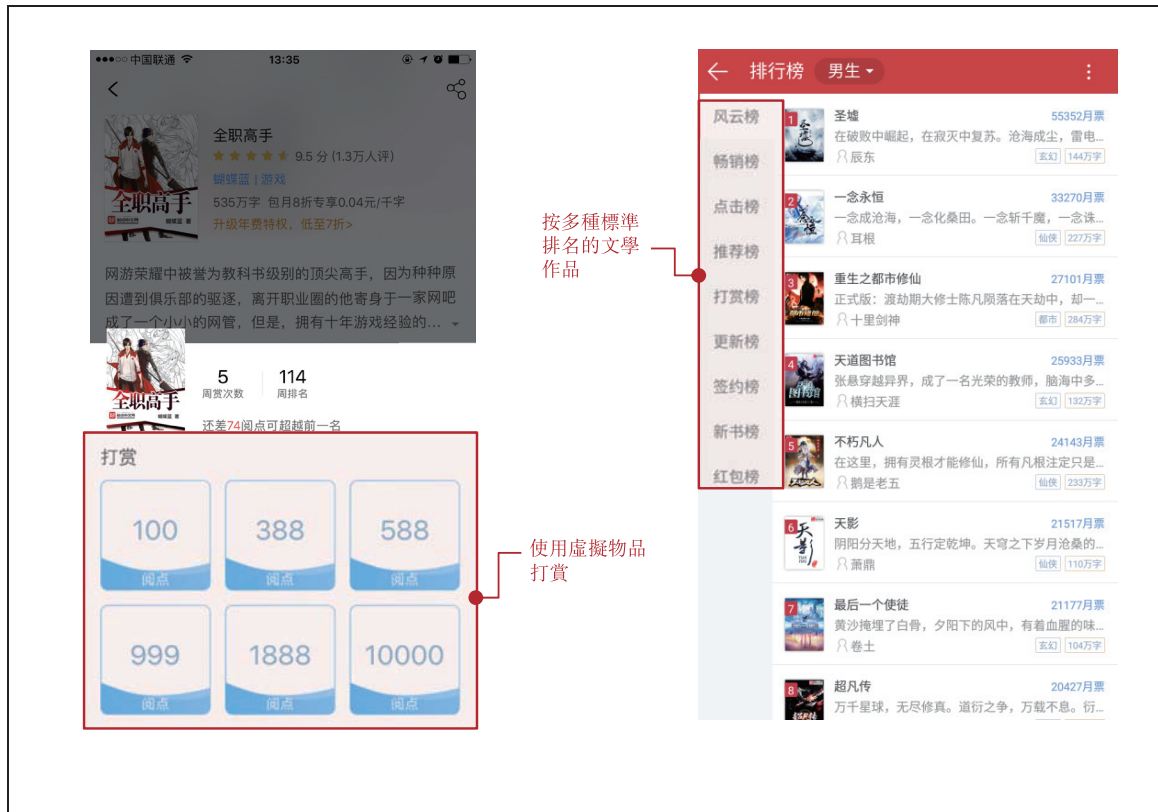 中国联通
13:35
全职高手
9.5 分 (1.3万人评)
蝴蝶蓝 | 游戏
535万字 包月8折专享0.04元/千字
升级年费特权，低至7折>
全职高手
蝴蝶蓝 著
网游荣耀中被誉为教科书级别的顶尖高手，因为种种原
因遭到俱乐部的驱逐，离开职业圈的他寄身于一家网吧
成了一个小小的网管，但是，拥有十年游戏经验的...
全职高手
5
周赏次数
114
周排名
还差74阅点可超越前一名
打赏
100
阅点
388
阅点
588
阅点
999
阅点
1888
阅点
10000
阅点
使用虛擬物品
打賞
按多種標準
排名的文學
作品
排行榜 男生
风云榜
畅销榜
点击榜
推荐榜
打赏榜
更新榜
签约榜
新书榜
红包榜
1
圣墟
55352月票
在破败中崛起，在寂灭中复苏。沧海成尘，雷电...
辰东
玄幻 144万字
2
一念永恒
33270月票
一念成沧海，一念化桑田。一念斩千魔，一念诛...
耳根
仙侠 227万字
3
重生之都市修仙
27101月票
正式版：渡劫期大修士陈凡陨落在天劫中，却一...
十里剑神
都市 284万字
4
天道图书馆
25933月票
张悬穿越异界，成了一名光荣的教师，脑海中多...
横扫天涯
玄幻 132万字
5
不朽凡人
24143月票
在这里，拥有灵根才能修仙，所有凡根注定只是...
鹅是老五
仙侠 233万字
6
天影
21517月票
阴阳分天地，五行定乾坤。天穹之下岁月沧桑的...
萧鼎
仙侠 110万字
7
最后一个使徒
21177月票
黄沙掩埋了白骨，夕阳下的风中，有着血腥的味...
卷土
玄幻 104万字
8
超凡传
20427月票
万千星球，无尽修真。道衍之争，万载不息。衍...